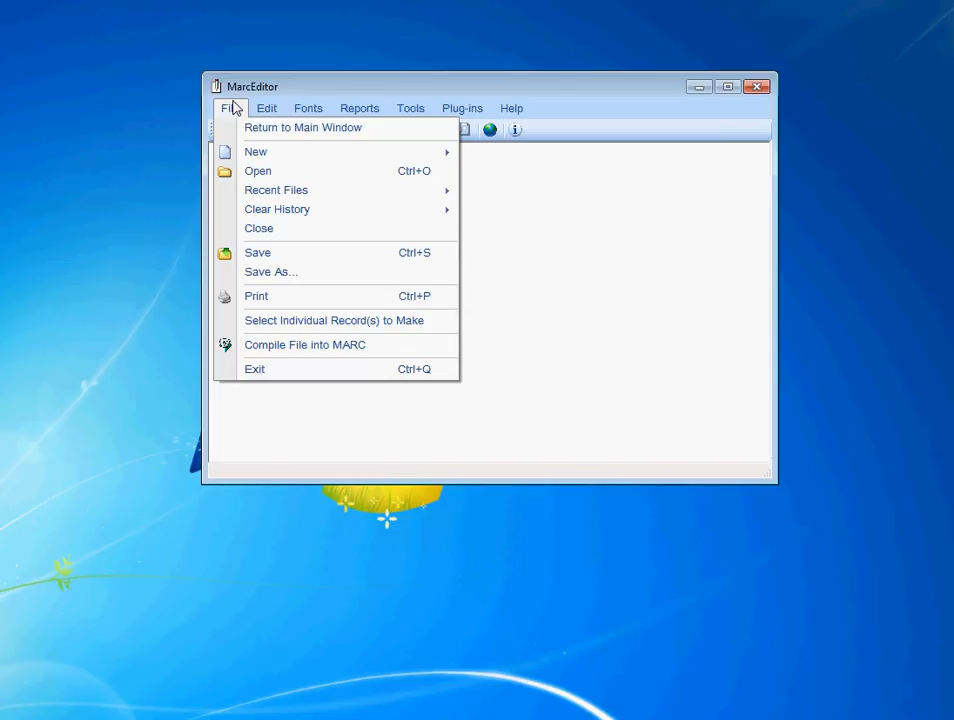 MarcEditor
Edit Fonts Reports Tools Plug-ins Help
Return to Main Window
New
Open Ctrl+O
Recent Files
Clear History
Close
Save Ctrl+S
Save As...
Print Ctrl+P
Select Individual Record(s) to Make
Compile File into MARC
Exit Ctrl+Q